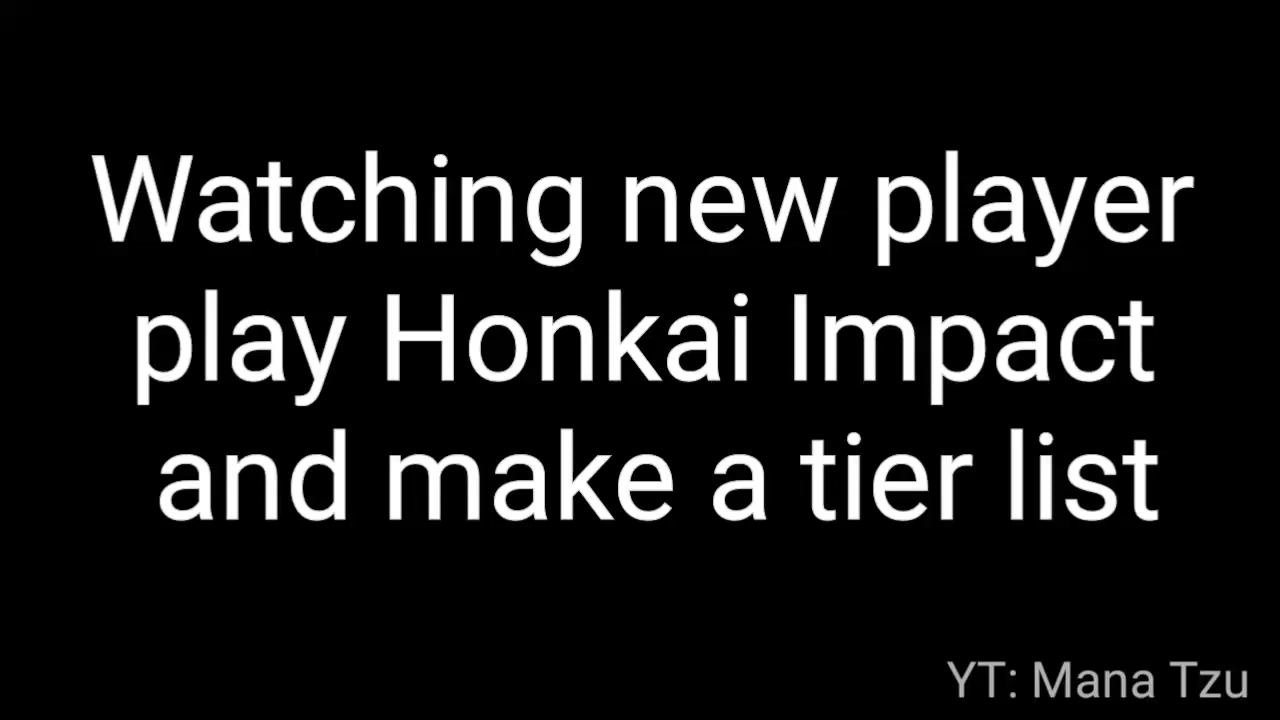 Watching new player
play Honkai Impact
and make a tier list
YT: Mana Tzu